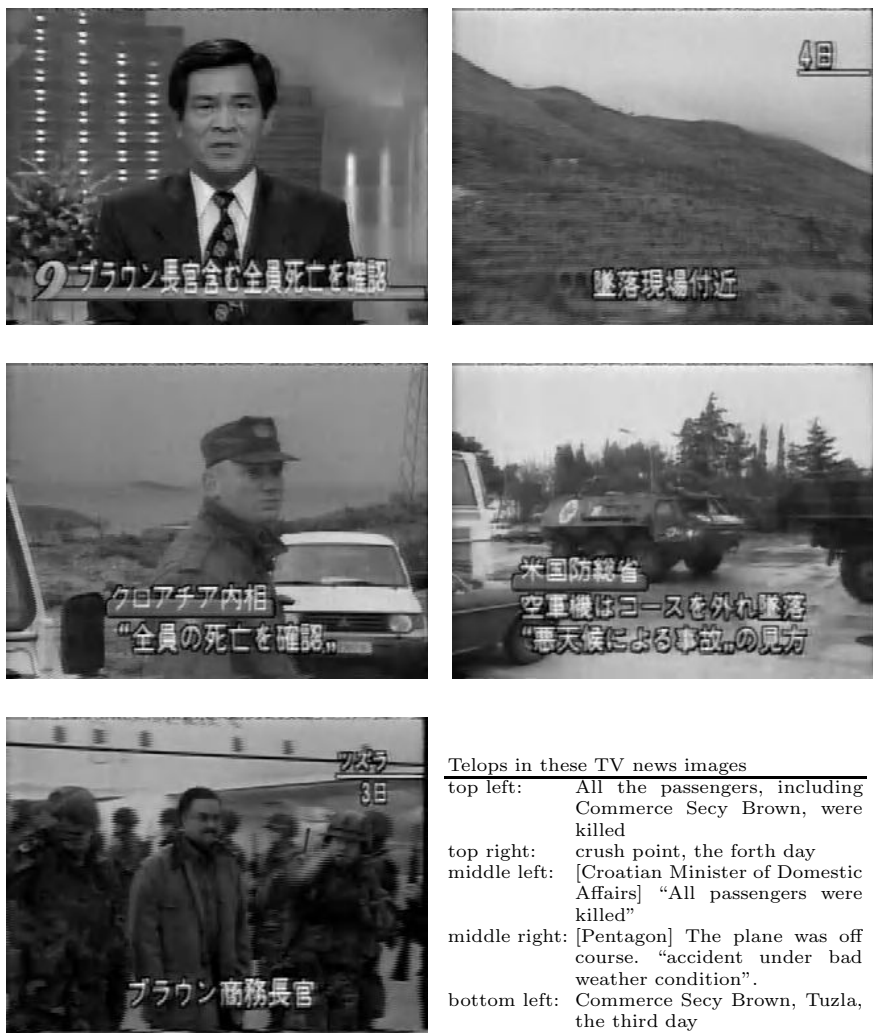 9 ブラウン長官含む全員死亡を確認
4日
墜落現場付近
クロアチア内相
“全員の死亡を確認„
米国防総省
空軍機はコースを外れ墜落
“悪天候による事故„の見方
ツズラ
3日
ブラウン商務長官
Telops in these TV news images
top left: All the passengers, including
Commerce Secy Brown, were
killed
top right: crush point, the forth day
middle left: [Croatian Minister of Domestic
Affairs] “All passengers were
killed”
middle right: [Pentagon] The plane was off
course. “accident under bad
weather condition”.
bottom left: Commerce Secy Brown, Tuzla,
the third day